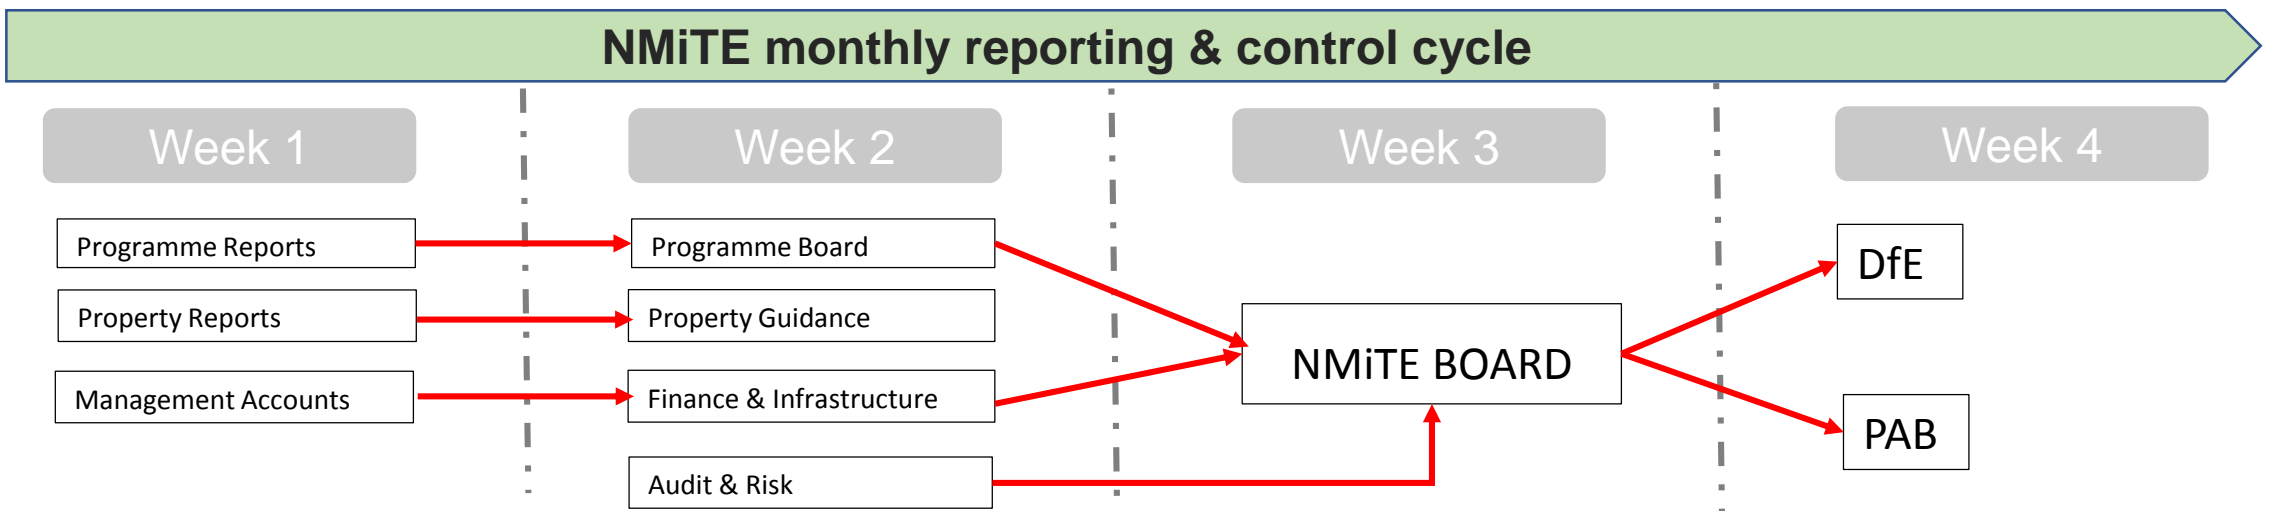 NMiTE monthly reporting & control cycle
Week 1
Week 2
Week 3
Week 4
Programme Reports
Programme Board
Property Reports
Property Guidance
Management Accounts
Finance & Infrastructure
Audit & Risk
NMiTE BOARD
DfE
PAB